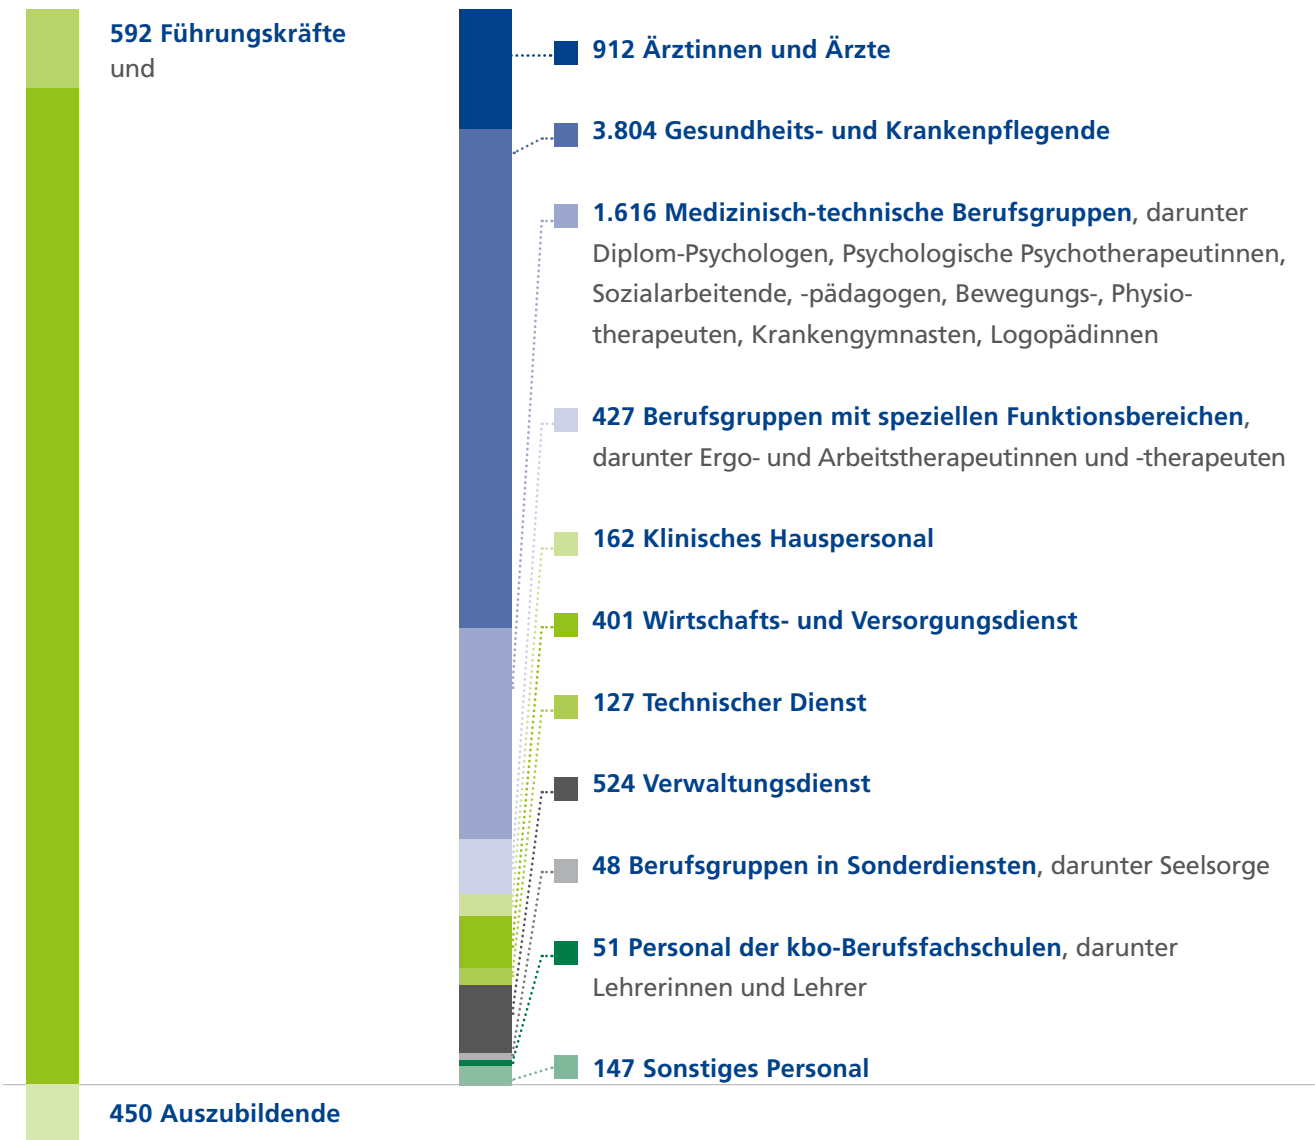 592 Führungskräfte
und
912 Ärztinnen und Ärzte
3.804 Gesundheits- und Krankenpflegende
1.616 Medizinisch-technische Berufsgruppen, darunter
Diplom-Psychologen, Psychologische Psychotherapeutinnen,
Sozialarbeitende, -pädagogen, Bewegungs-, Physio-
therapeuten, Krankengymnasten, Logopädinnen
427 Berufsgruppen mit speziellen Funktionsbereichen,
darunter Ergo- und Arbeitstherapeutinnen und -therapeuten
162 Klinisches Hauspersonal
401 Wirtschafts- und Versorgungsdienst
127 Technischer Dienst
524 Verwaltungsdienst
48 Berufsgruppen in Sonderdiensten, darunter Seelsorge
51 Personal der kbo-Berufsfachschulen, darunter
Lehrerinnen und Lehrer
147 Sonstiges Personal
450 Auszubildende